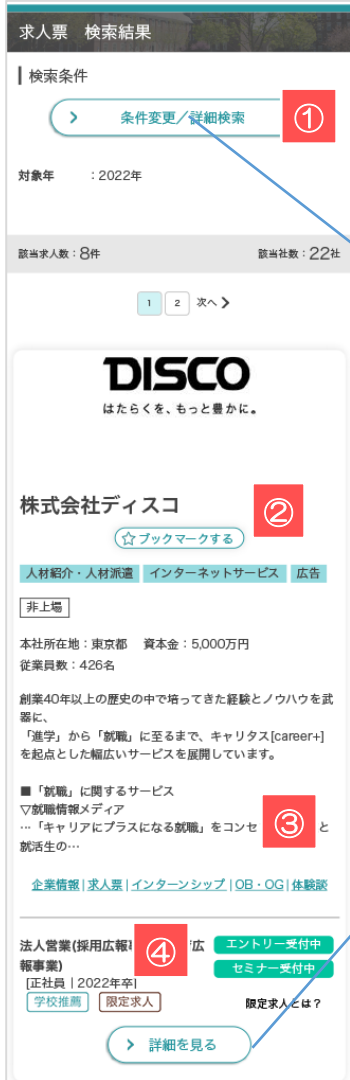 求人票 検索結果
検索条件
条件変更／詳細検索
①
対象年 ：2022年
該当求人数：8件 該当社数：22社
1 2 次へ
DISCO
はたらくを、もっと豊かに。
株式会社ディスコ
②
ブックマークする
人材紹介・人材派遣 インターネットサービス 広告
非上場
本社所在地：東京都 資本金：5,000万円
従業員数：426名
創業40年以上の歴史の中で培ってきた経験とノウハウを武
器に、
「進学」から「就職」に至るまで、キャリタス[career+]
を起点とした幅広いサービスを展開しています。
■「就職」に関するサービス
▽就職情報メディア
…「キャリアにプラスになる就職」をコンセ ③ と
就活生の…
企業情報|求人票|インターンシップ|OB・OG|体験談
法人営業(採用広報 ④ 広 エントリー受付中
報事業) セミナー受付中
[正社員｜2022年卒]
学校推薦 限定求人 限定求人とは？
詳細を見る